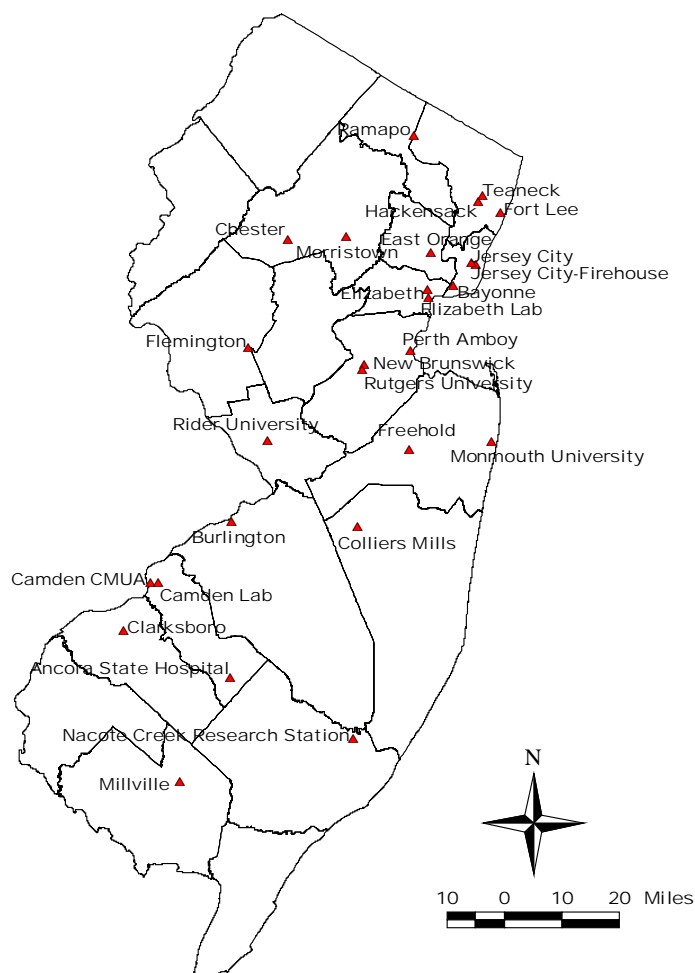 Ramapo
Teaneck
Hackensack
Fort Lee
Chester
East Orange
Morristown
Jersey City
Jersey City-Firehouse
Elizabeth
Bayonne
Elizabeth Lab
Flemington
Perth Amboy
New Brunswick
Rutgers University
Rider University
Freehold
Monmouth University
Burlington
Colliers Mills
Camden CMUA
Camden Lab
Clarksboro
Ancora State Hospital
Nacote Creek Research Station
Millville
N
10 0 10 20 Miles